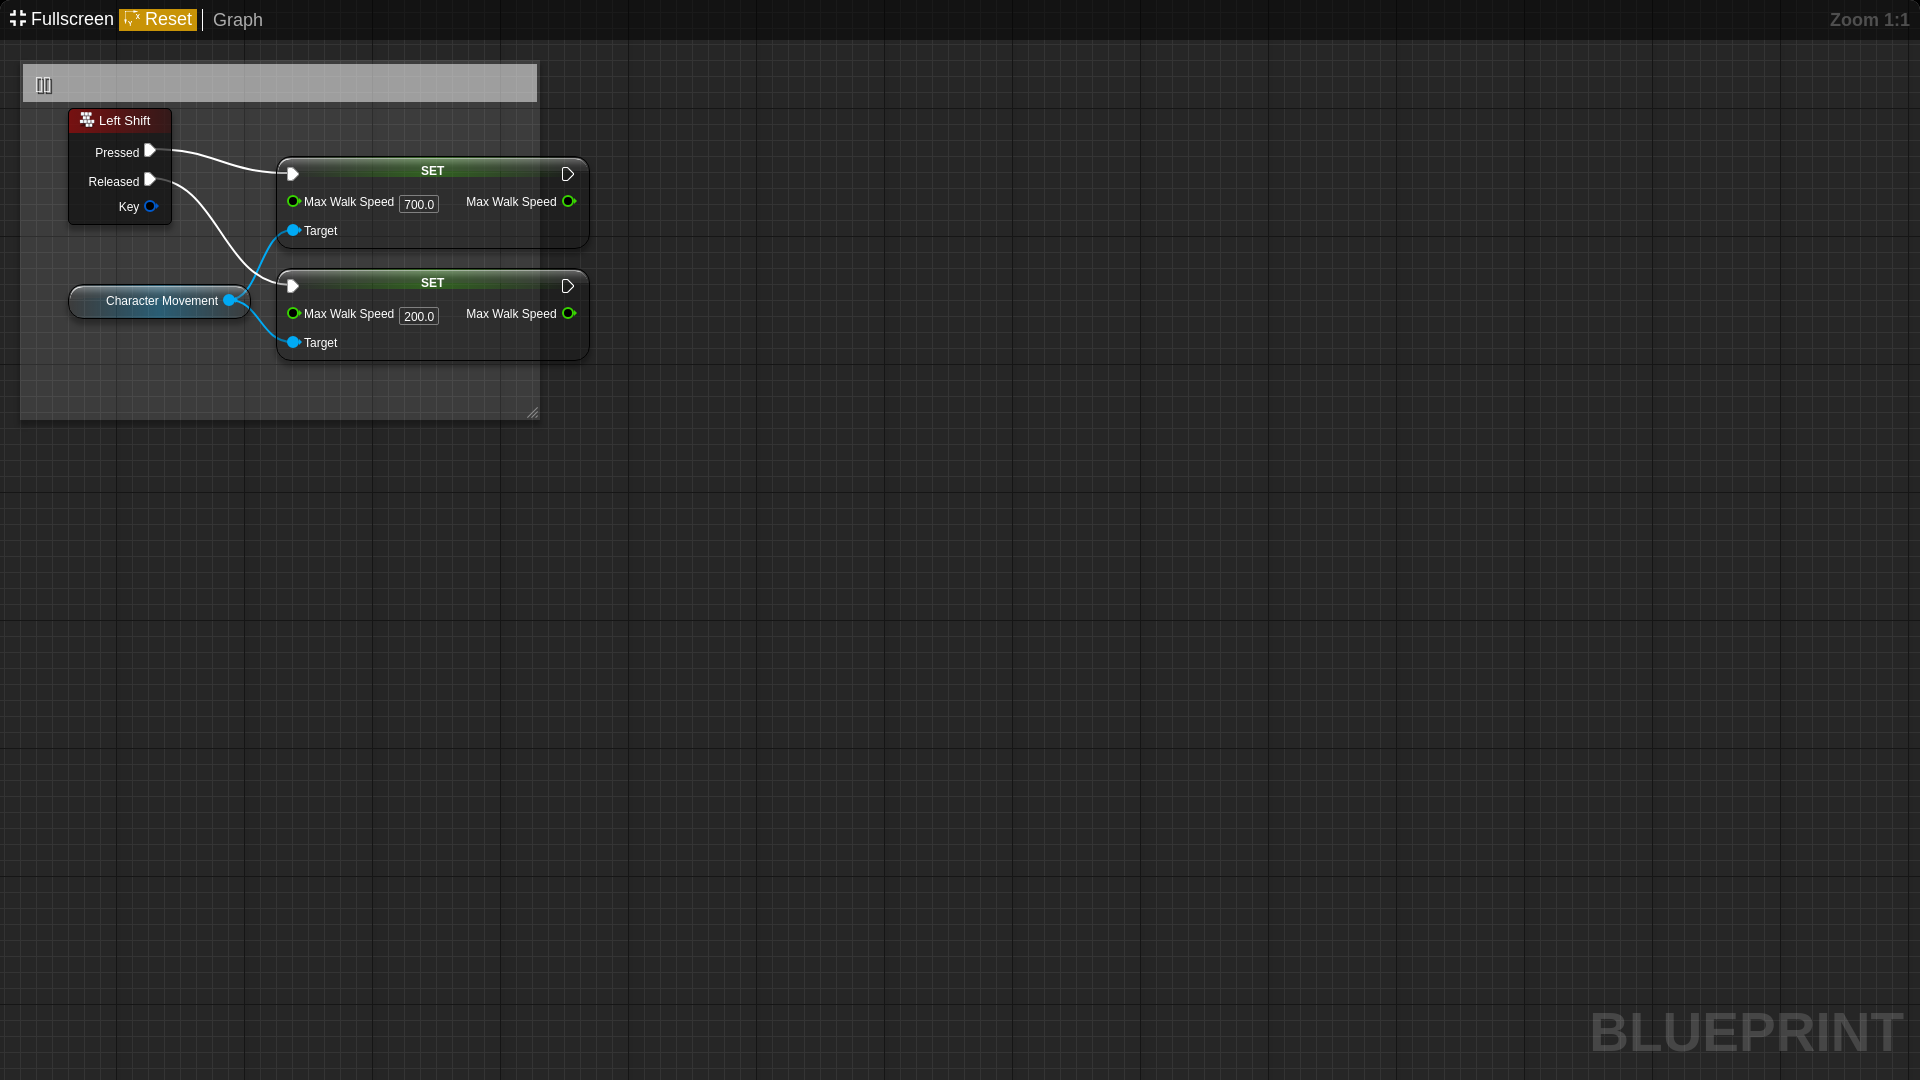 Fullscreen Reset Graph Zoom 1:1
Left Shift
Pressed
Released
Key
SET
Max Walk Speed 700.0 Max Walk Speed
Target
Character Movement
SET
Max Walk Speed 200.0 Max Walk Speed
Target
BLUEPRINT